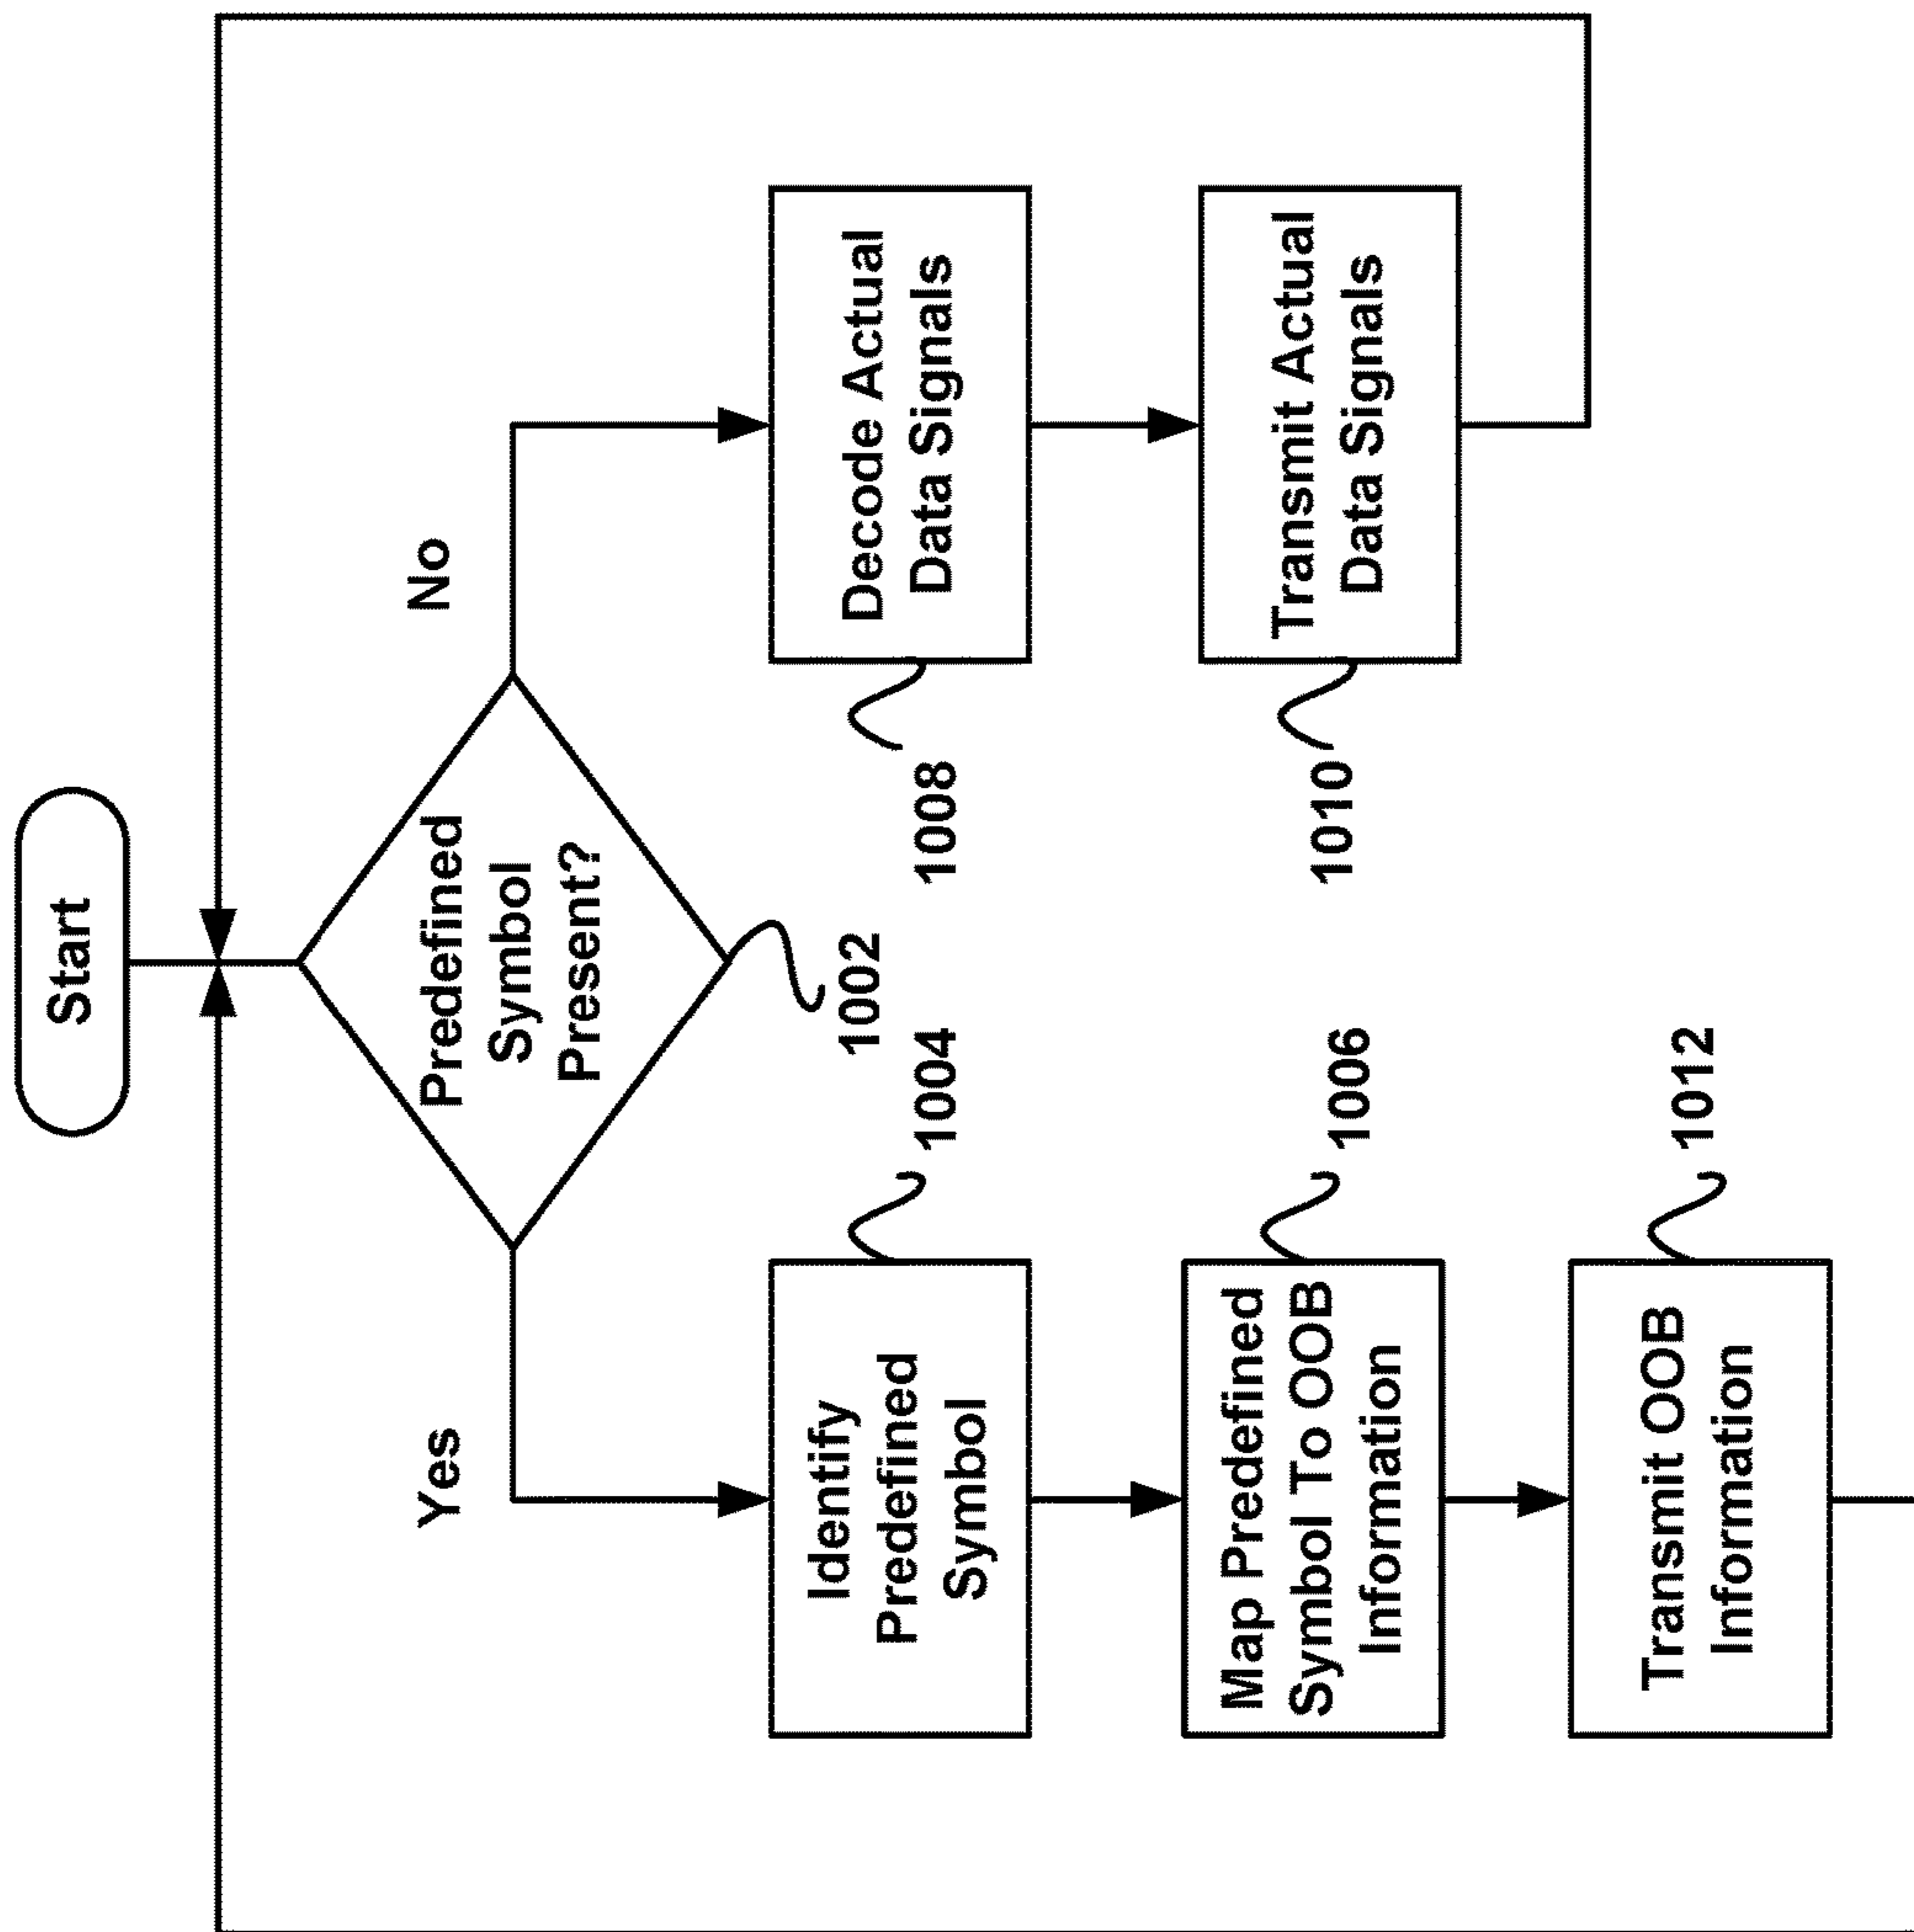 Start
Predefined
Symbol
Present?
1002
Yes
No
Identify
Predefined
Symbol
1004
Map Predefined
Symbol To OOB
Information
1006
Transmit OOB
Information
1012
Decode Actual
Data Signals
1008
Transmit Actual
Data Signals
1010